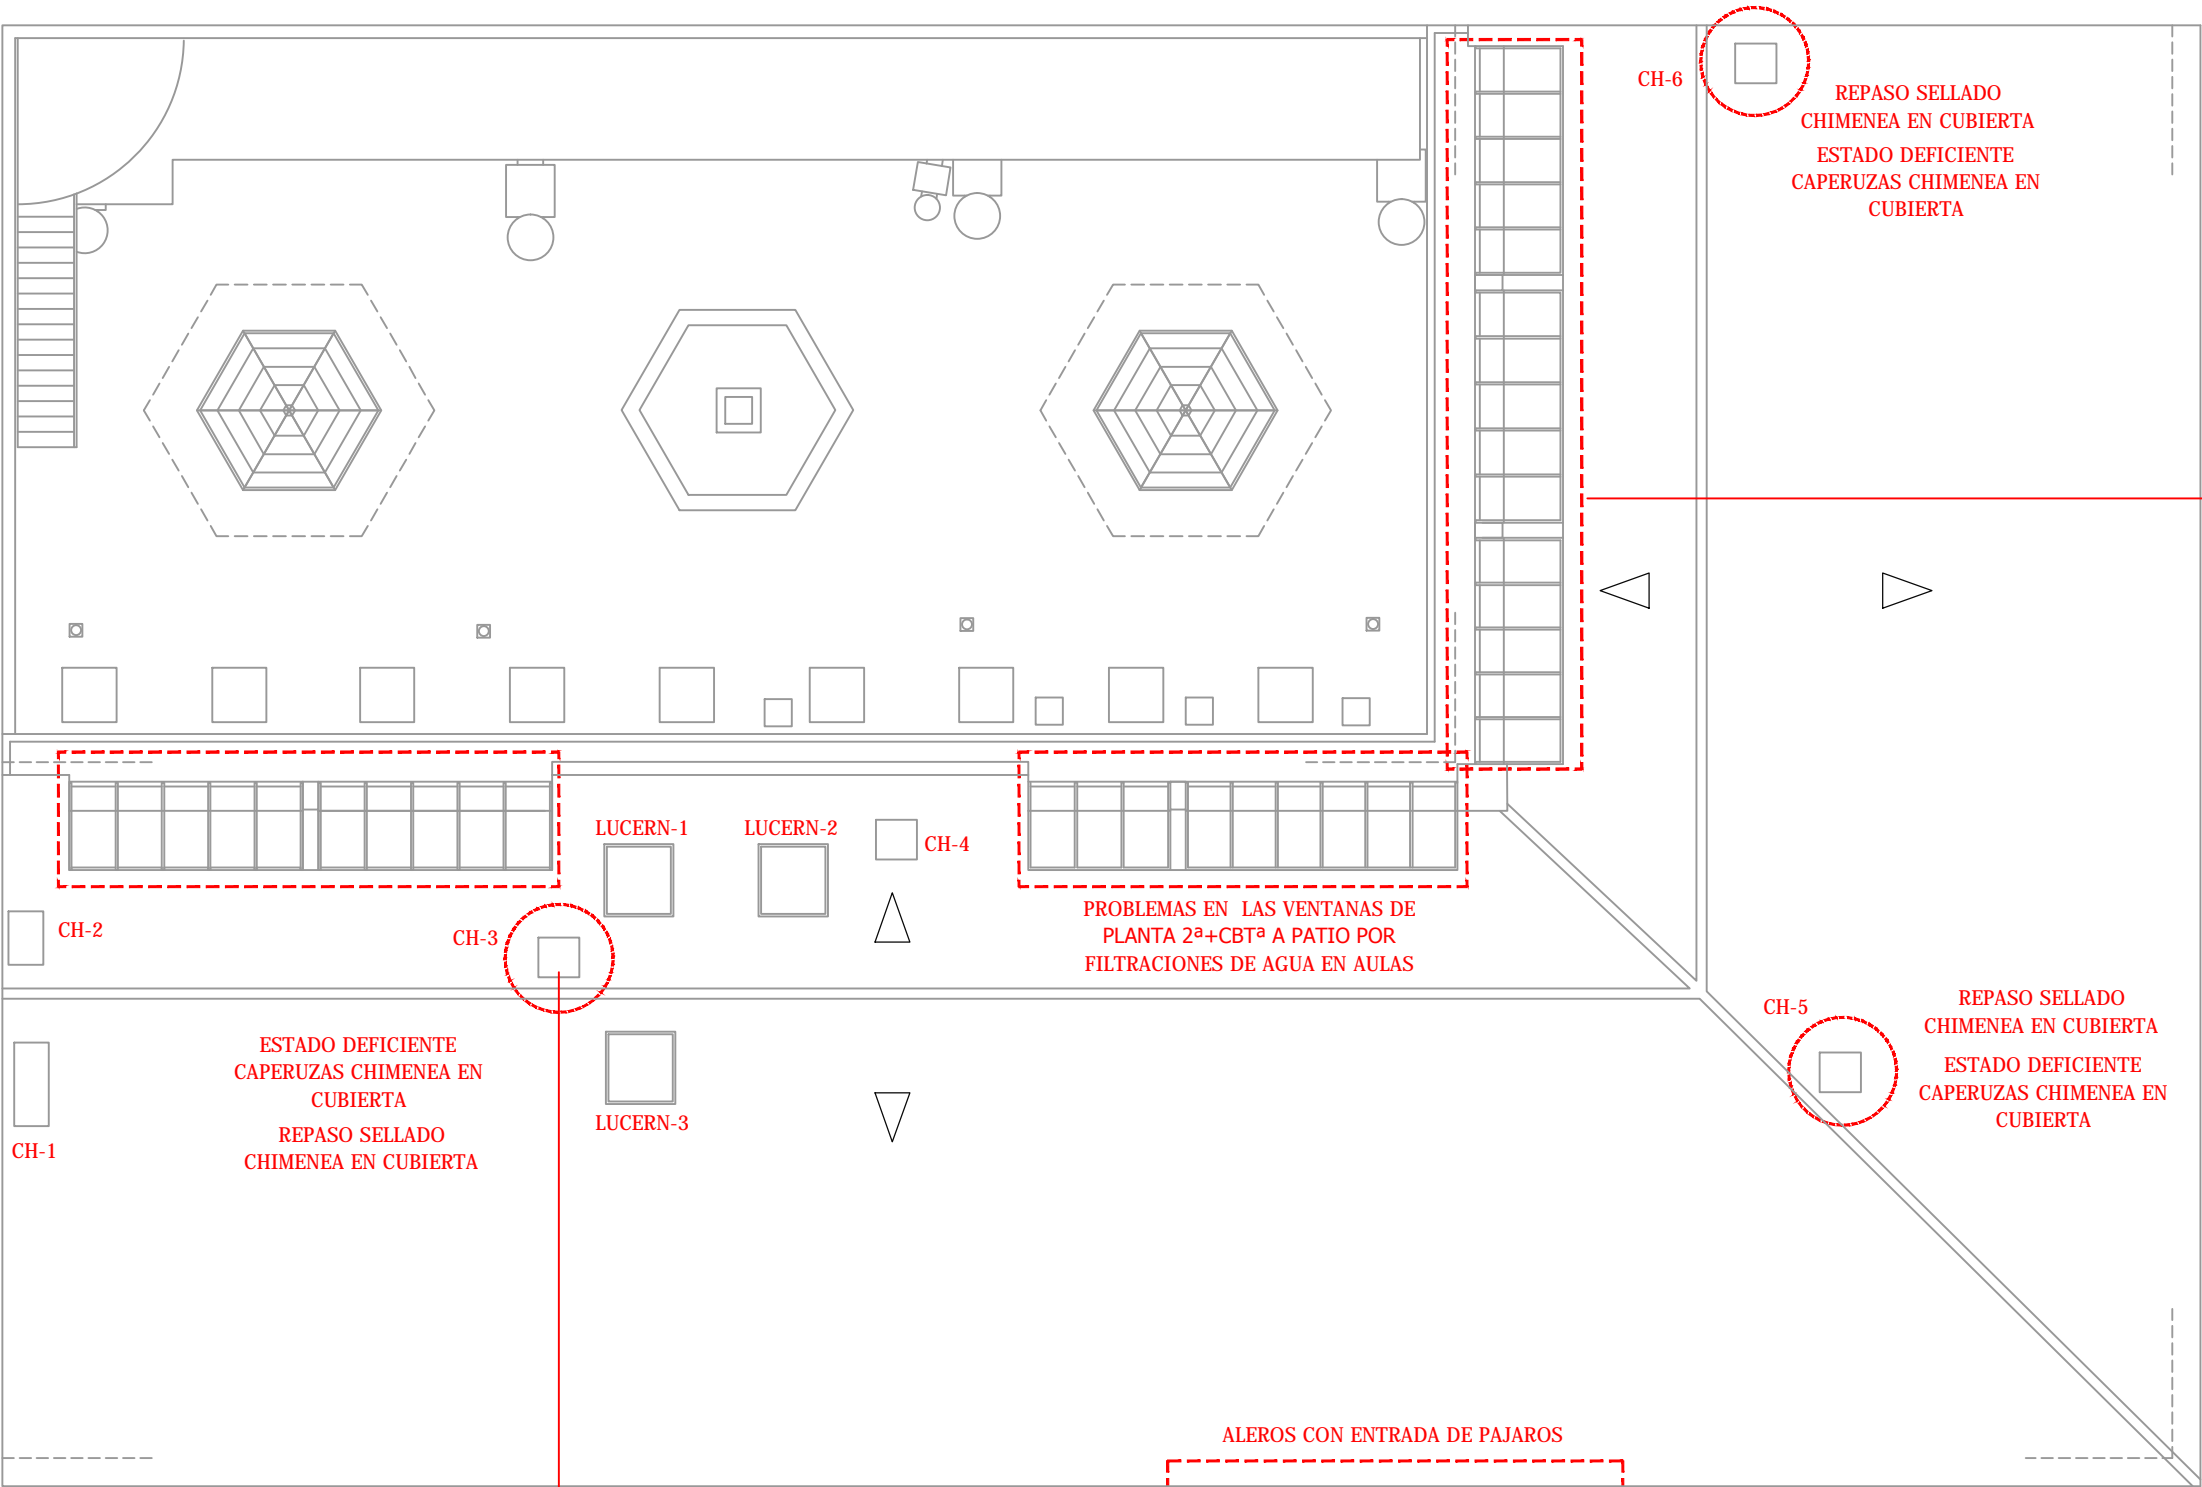 CH-6
REPASO SELLADO
CHIMENEA EN CUBIERTA
ESTADO DEFICIENTE
CAPERUZAS CHIMENEA EN
CUBIERTA
LUCERN-1
LUCERN-2
CH-4
CH-2
CH-3
PROBLEMAS EN LAS VENTANAS DE
PLANTA 2ª+CBTª A PATIO POR
FILTRACIONES DE AGUA EN AULAS
CH-5
REPASO SELLADO
CHIMENEA EN CUBIERTA
ESTADO DEFICIENTE
CAPERUZAS CHIMENEA EN
CUBIERTA
ESTADO DEFICIENTE
CAPERUZAS CHIMENEA EN
CUBIERTA
REPASO SELLADO
CHIMENEA EN CUBIERTA
LUCERN-3
CH-1
ALEROS CON ENTRADA DE PAJAROS